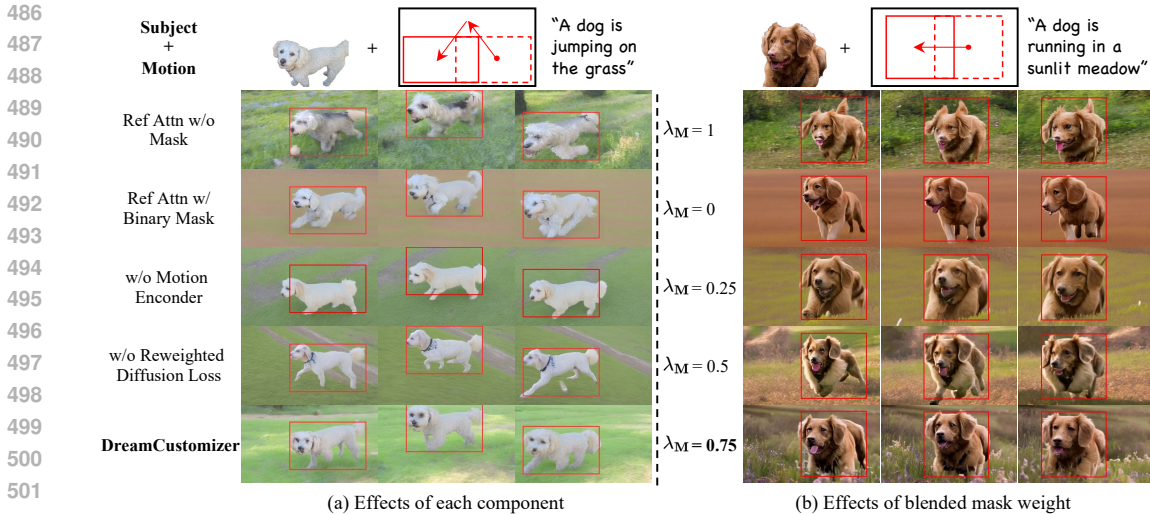 486
487
488
489
490
491
492
493
494
495
496
497
498
499
500
501
Subject
+
Motion
+
"A dog is
jumping on
the grass"
Ref Attn w/o
Mask
Ref Attn w/
Binary Mask
w/o Motion
Enconder
w/o Reweighted
Diffusion Loss
DreamCustomizer
(a) Effects of each component
+
"A dog is
running in a
sunlit meadow"
λM = 1
λM = 0
λM = 0.25
λM = 0.5
λM = 0.75
(b) Effects of blended mask weight